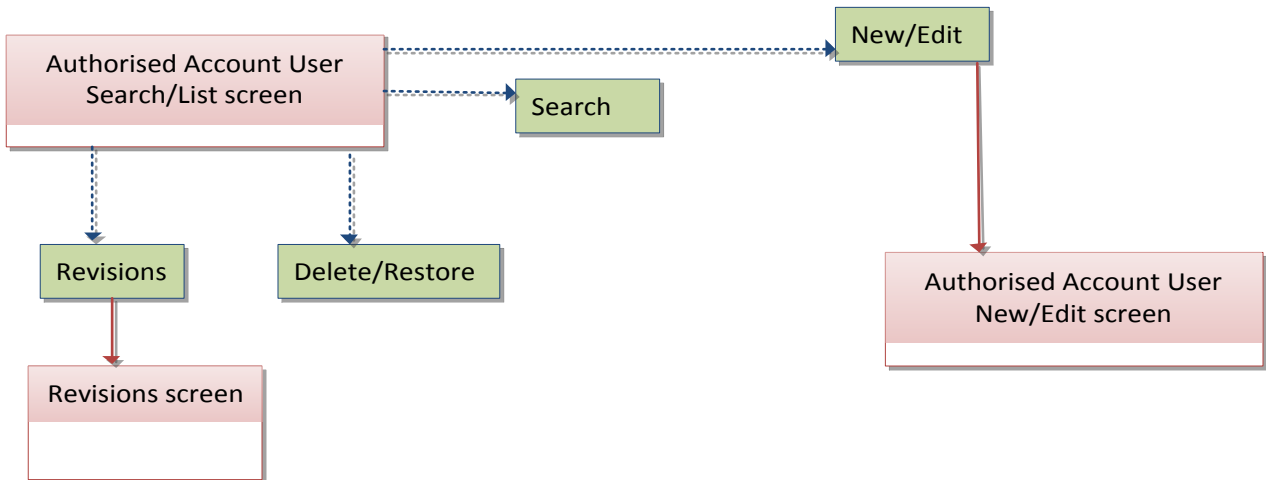 New/Edit
Authorised Account User
Search/List screen
Search
Revisions
Delete/Restore
Authorised Account User
New/Edit screen
Revisions screen